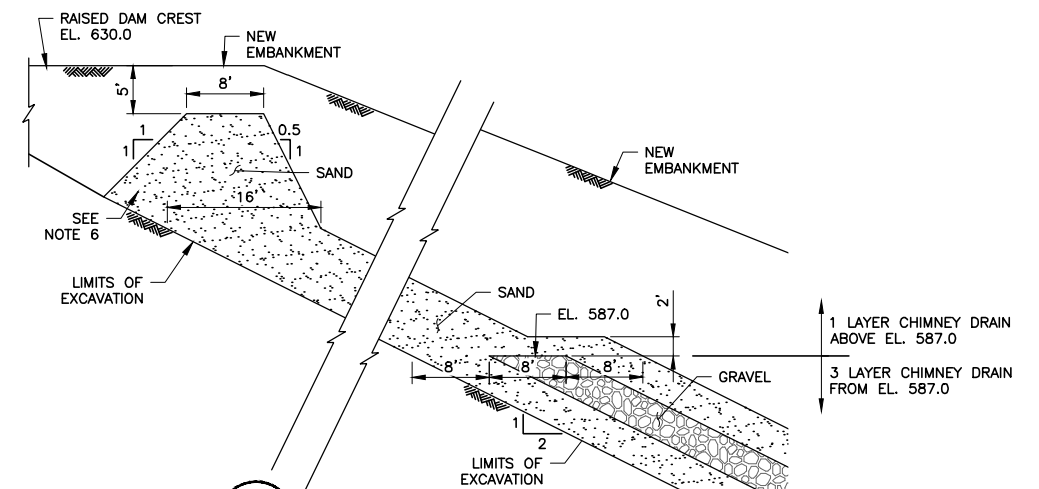 RAISED DAM CREST
EL. 630.0
NEW
EMBANKMENT
5'
8'
1
1
0.5
1
SAND
16'
SEE
NOTE 6
LIMITS OF
EXCAVATION
NEW
EMBANKMENT
SAND
EL. 587.0
2'
8'
8'
8'
GRAVEL
1
2
LIMITS OF
EXCAVATION
1 LAYER CHIMNEY DRAIN
ABOVE EL. 587.0
3 LAYER CHIMNEY DRAIN
FROM EL. 587.0